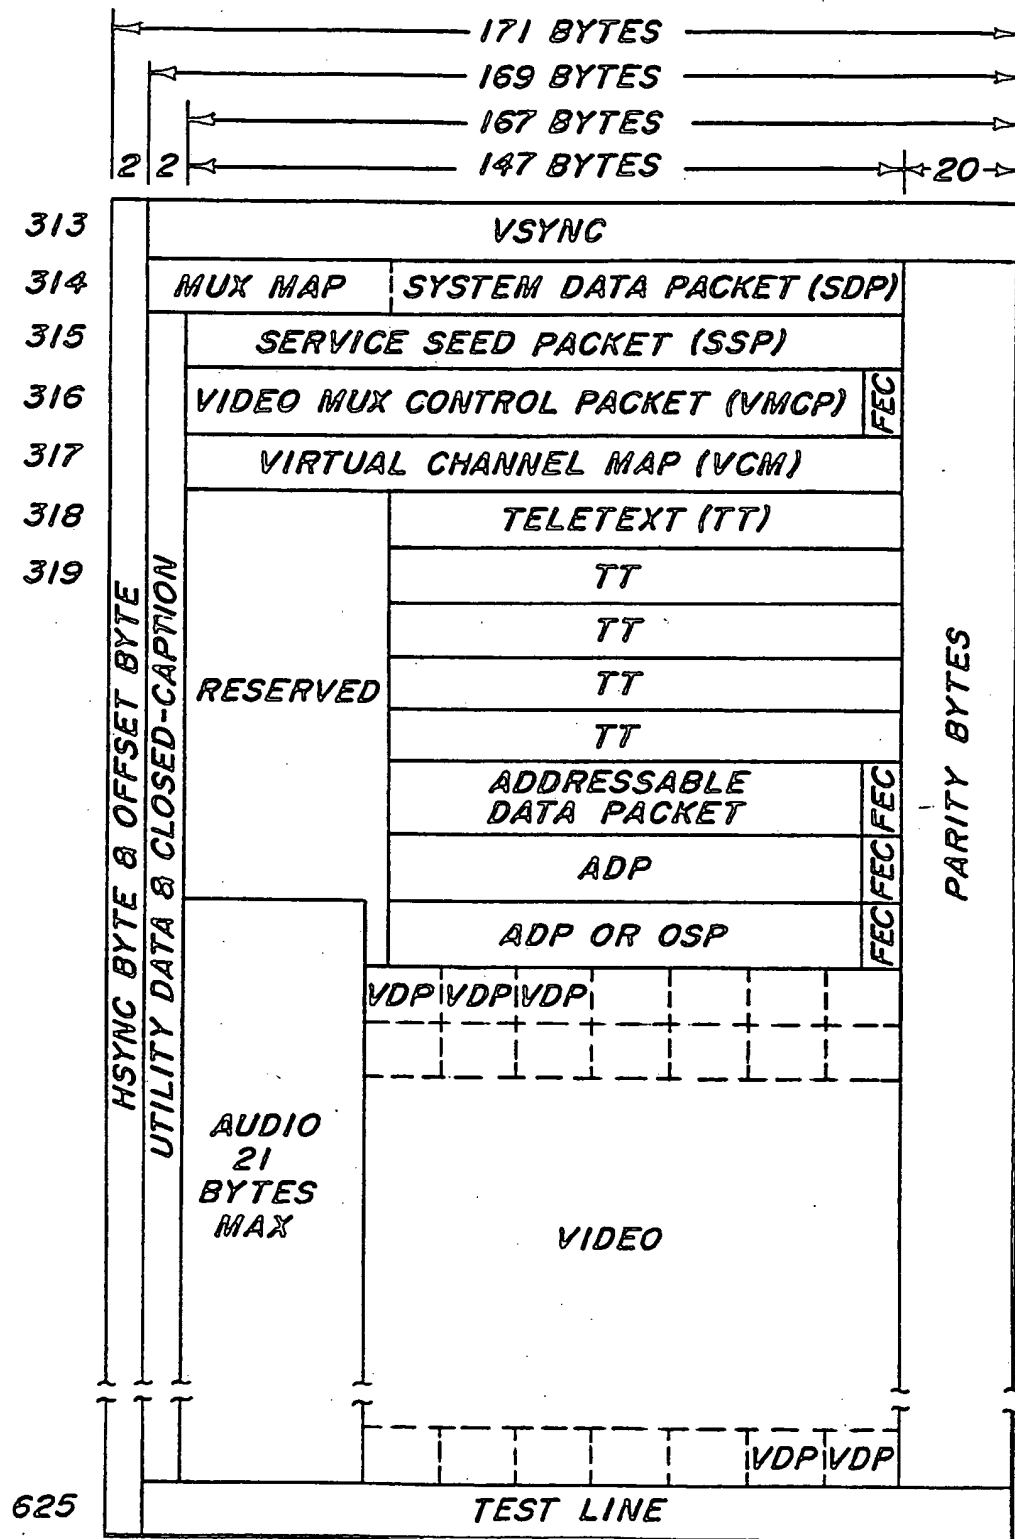 171 BYTES
169 BYTES
167 BYTES
2 2 147 BYTES 20
313 VSYNC
314 MUX MAP SYSTEM DATA PACKET (SDP)
315 SERVICE SEED PACKET (SSP)
316 VIDEO MUX CONTROL PACKET (VMCP) FEC
317 VIRTUAL CHANNEL MAP (VCM)
318 TELETEXT (TT)
319 TT
TT
RESERVED TT
TT
ADDRESSABLE
DATA PACKET FEC
ADP FEC
ADP OR OSP FEC
VDP VDP VDP
HSYNC BYTE & OFFSET BYTE
UTILITY DATA & CLOSED-CAPTION
PARITY BYTES
AUDIO
21
BYTES
MAX
VIDEO
VDP VDP
625 TEST LINE